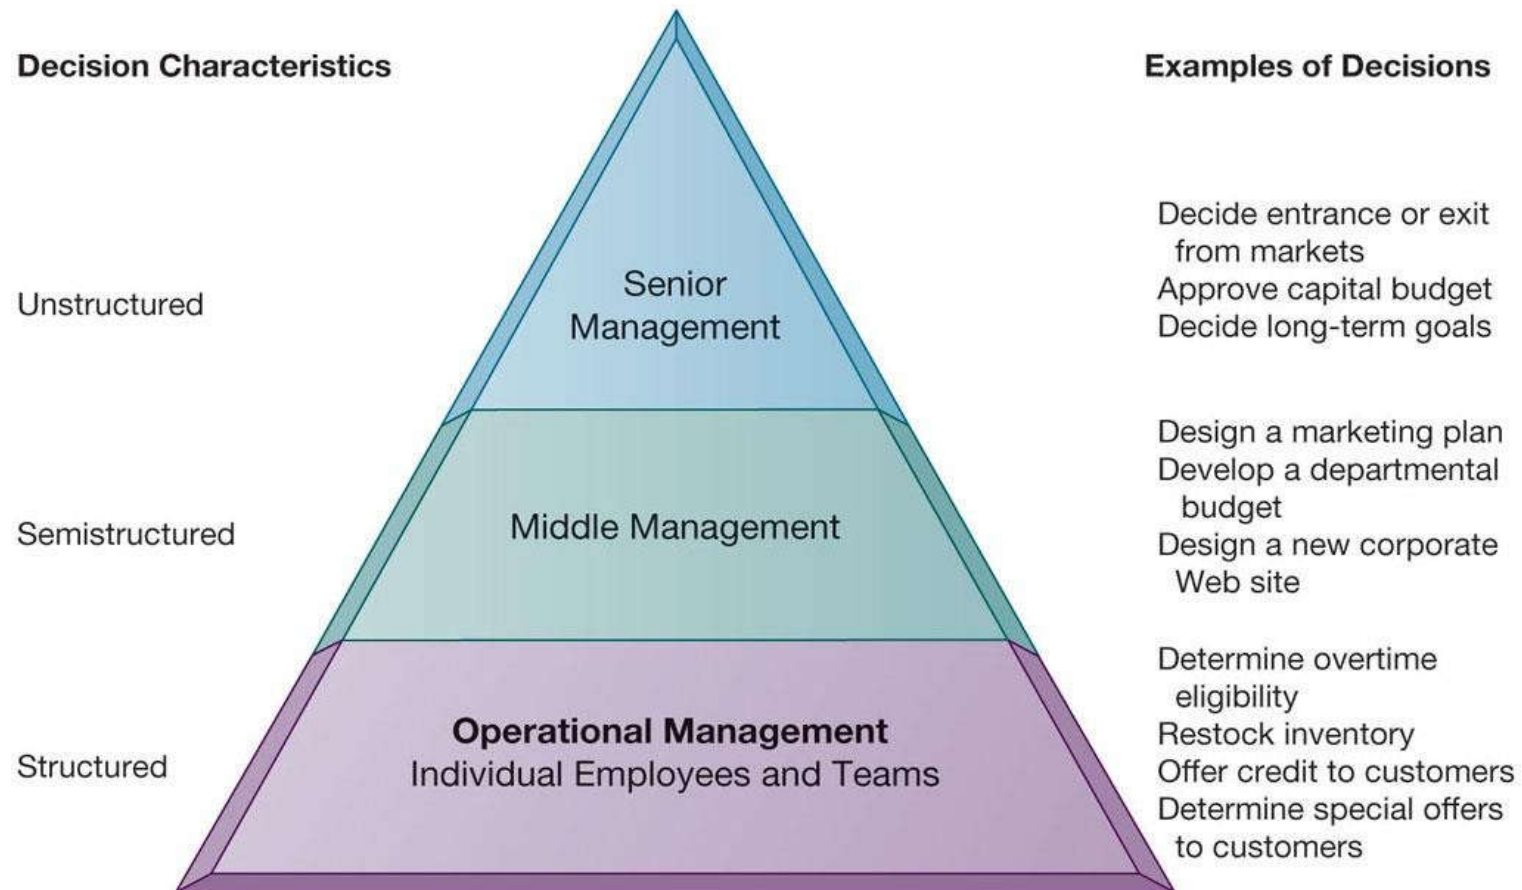 Decision Characteristics
Examples of Decisions
Unstructured
Senior
Management
Decide entrance or exit
from markets
Approve capital budget
Decide long-term goals
Semistructured
Middle Management
Design a marketing plan
Develop a departmental
budget
Design a new corporate
Web site
Structured
Operational Management
Individual Employees and Teams
Determine overtime
eligibility
Restock inventory
Offer credit to customers
Determine special offers
to customers